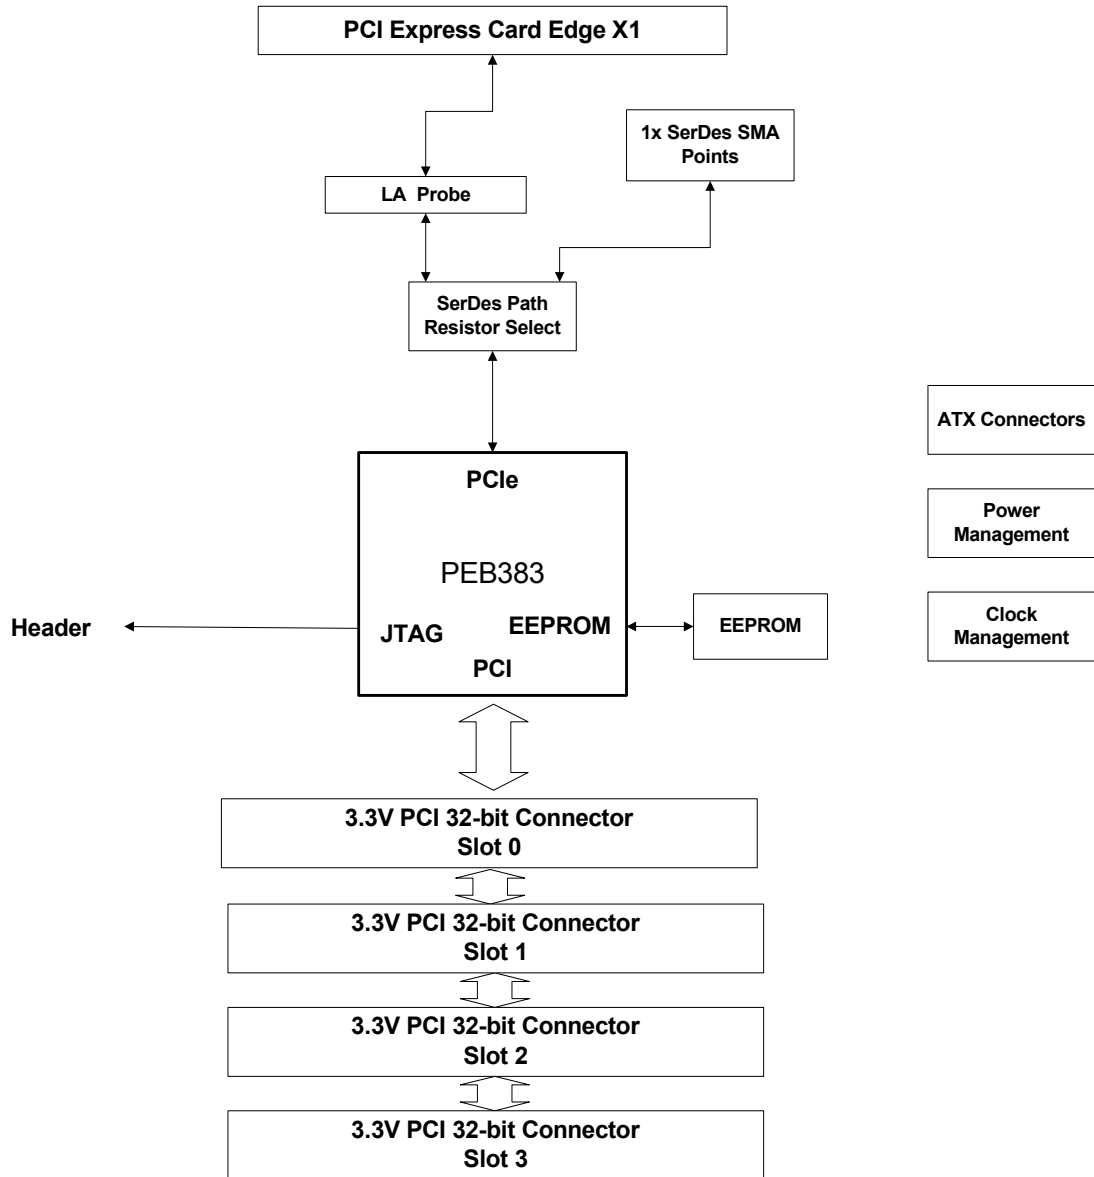 PCI Express Card Edge X1
1x SerDes SMA
Points
LA Probe
SerDes Path
Resistor Select
ATX Connectors
PCIe
Power
Management
PEB383
Clock
Management
Header
JTAG
EEPROM
EEPROM
PCI
3.3V PCI 32-bit Connector
Slot 0
3.3V PCI 32-bit Connector
Slot 1
3.3V PCI 32-bit Connector
Slot 2
3.3V PCI 32-bit Connector
Slot 3